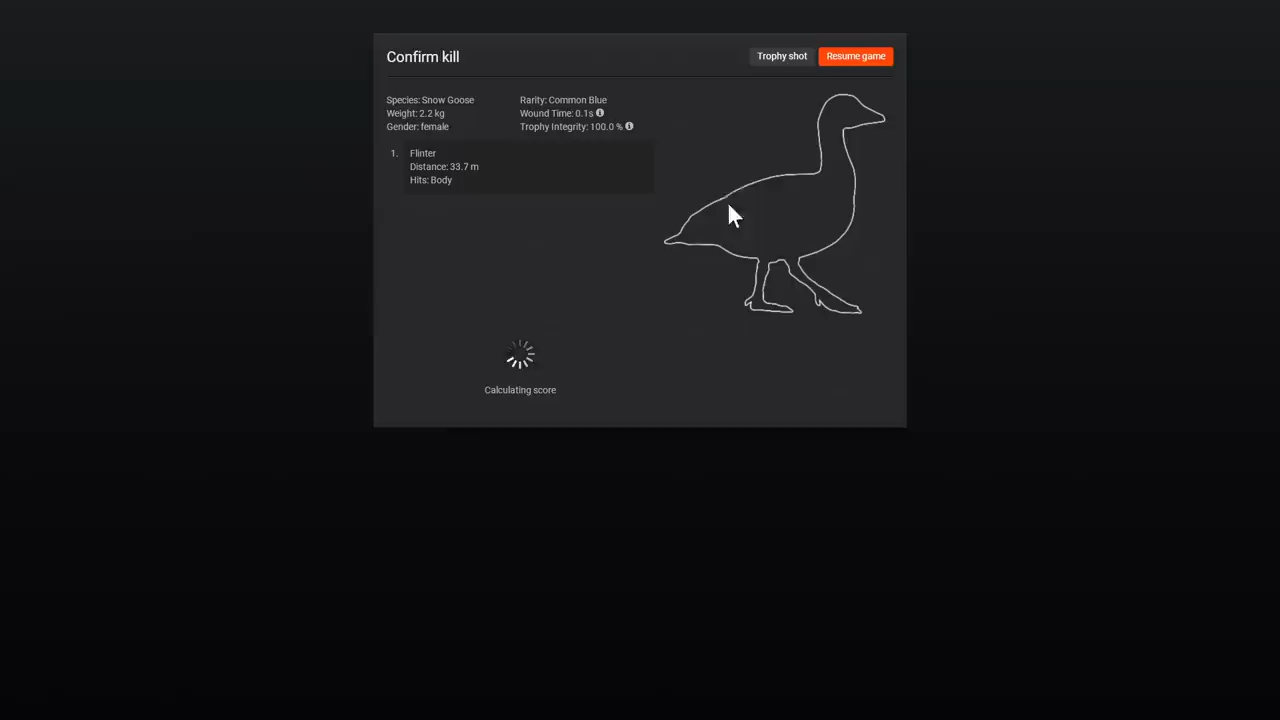 Confirm kill
Trophy shot
Resume game
Species: Snow Goose
Weight: 2.2 kg
Gender: female
Rarity: Common Blue
Wound Time: 0.1s
Trophy Integrity: 100.0 %
1.
Flinter
Distance: 33.7 m
Hits: Body
Calculating score